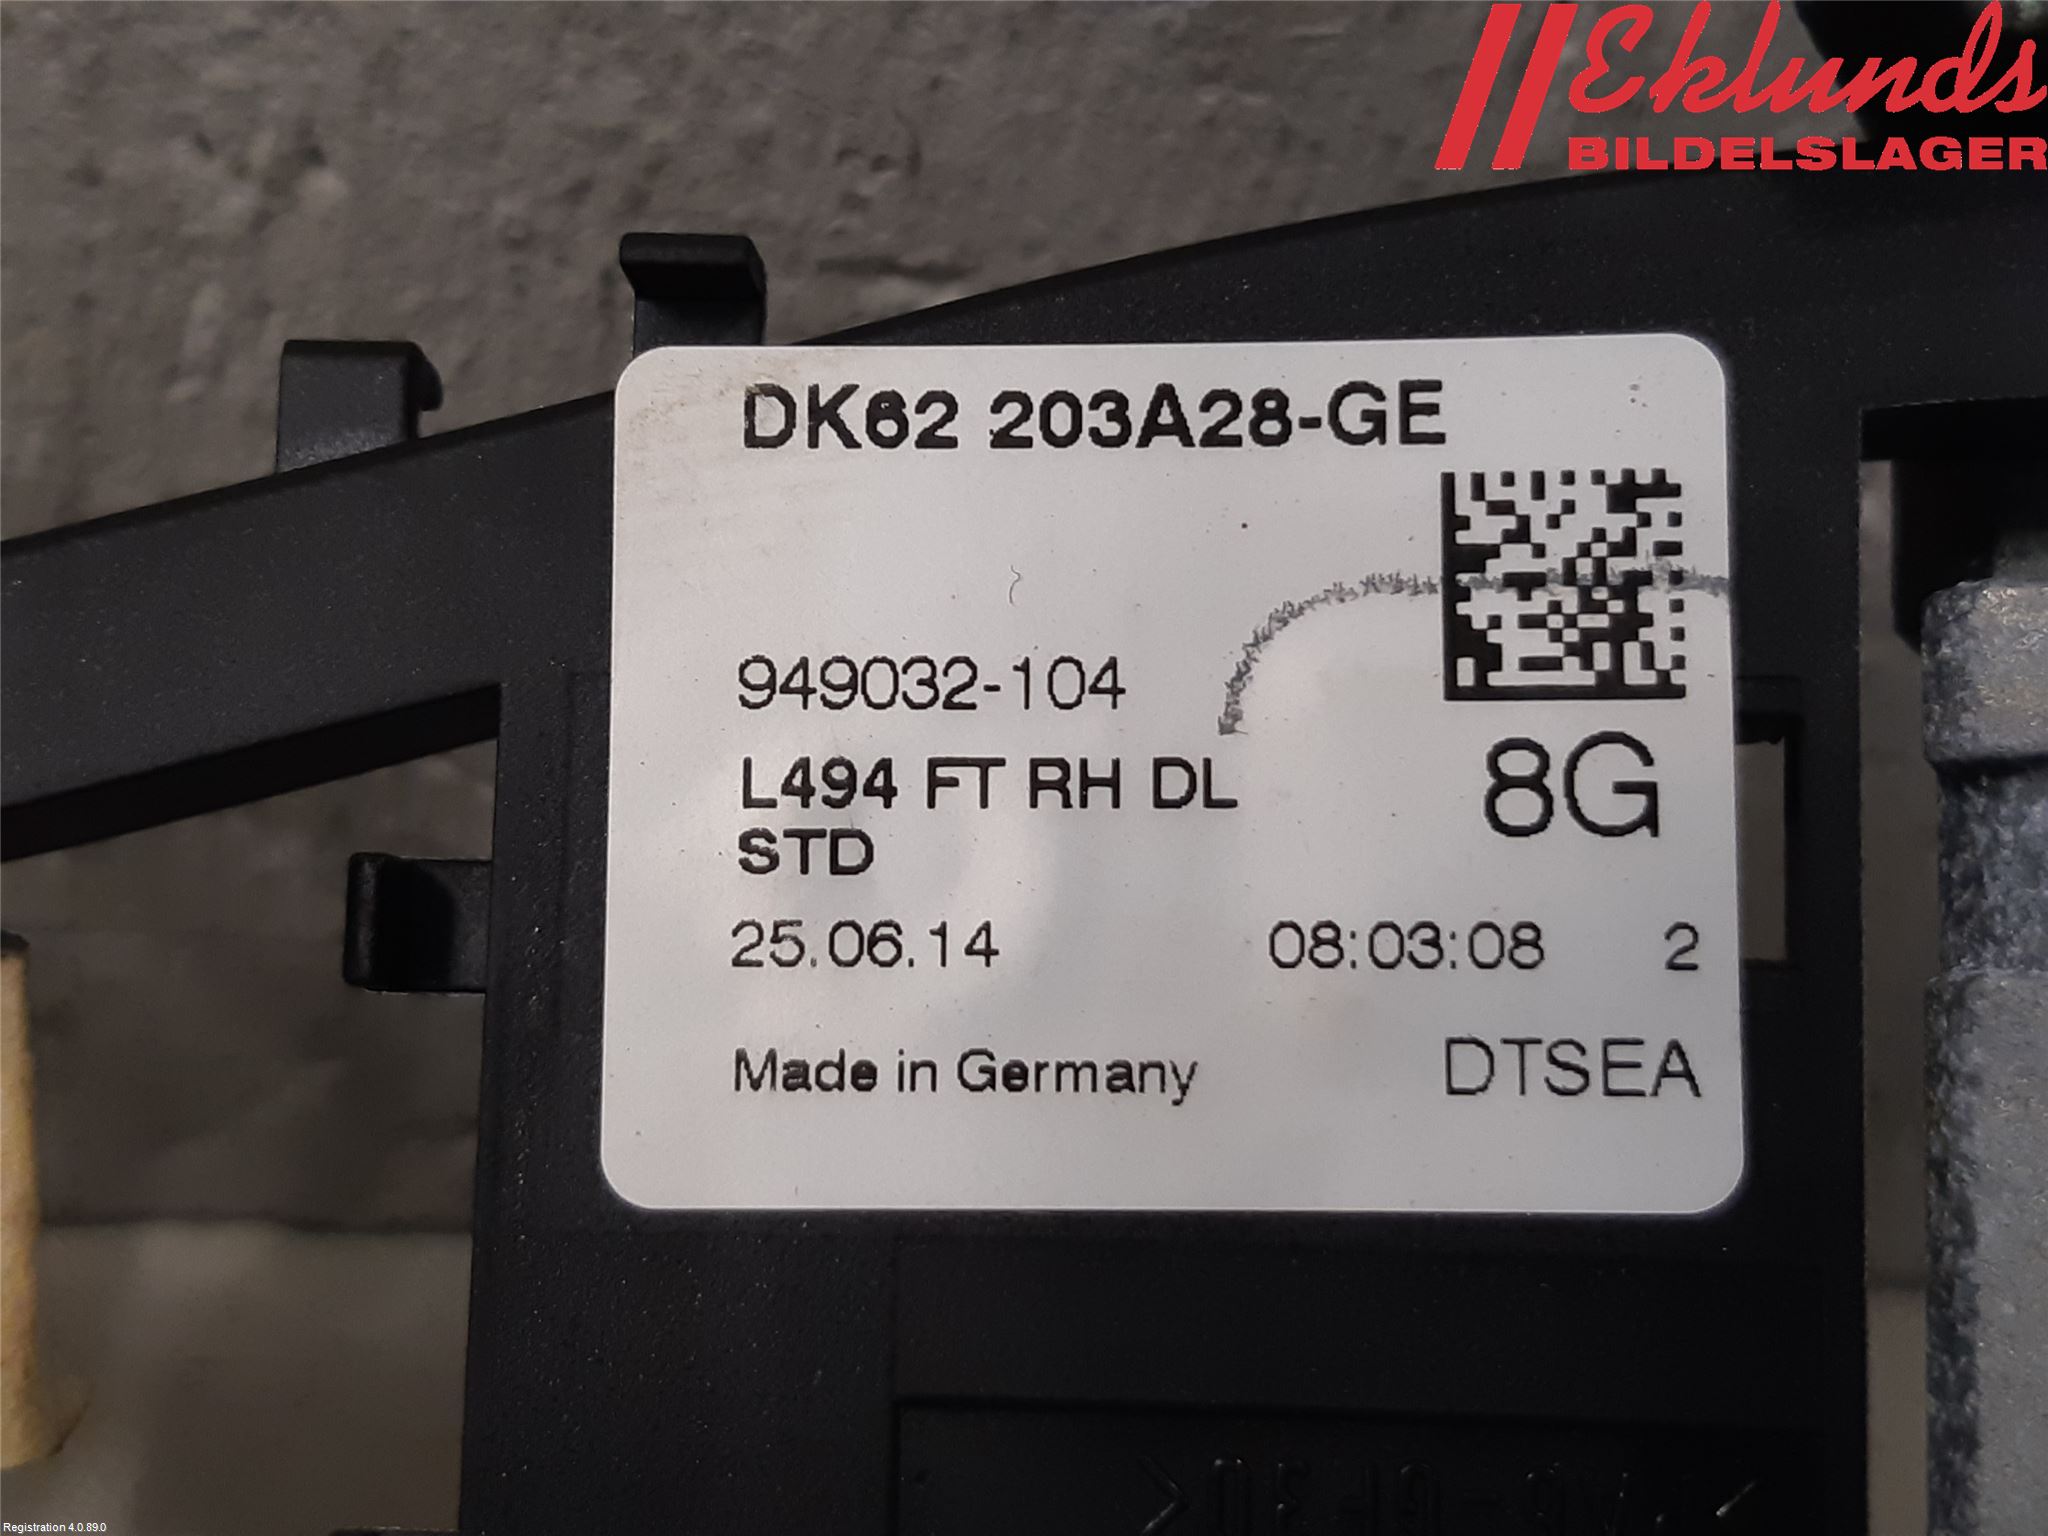 Eklunds
BILDELSLAGER
DK62 203A28-GE
949032-104
L494 FT RH DL
STD
8G
25.06.14 08:03:08 2
Made in Germany DTSEA
Registration 4.0.89.0